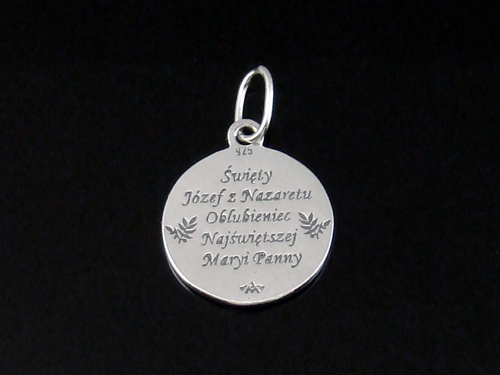 925
Święty
Józef z Nazaretu
Oblubieniec
Najświętszej
Maryi Panny